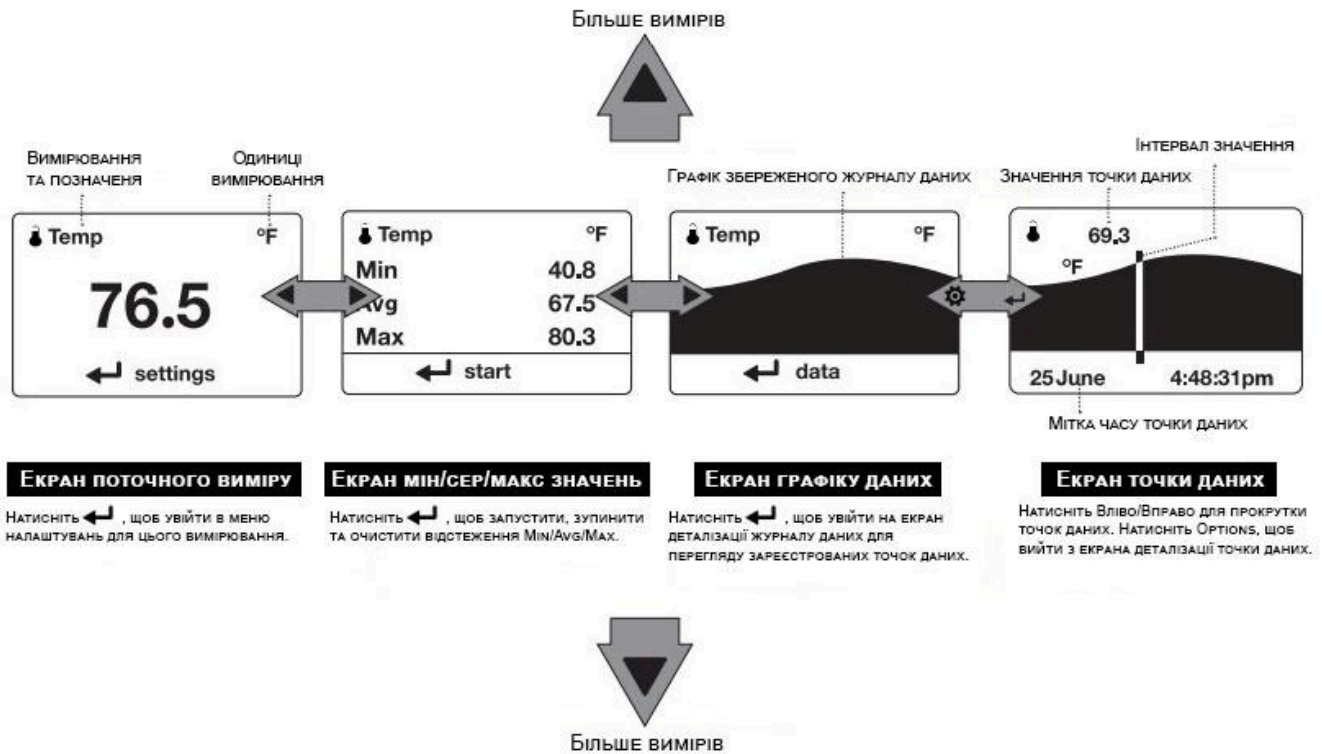 Більше вимірів
Вимірювання
та позначеня
Одиниці
вимірювання
Графік збереженого журналу даних
Значення точки даних
Інтервал значення
Temp °F
76.5
settings
Temp °F
Min 40.8
Avg 67.5
Max 80.3
start
Temp °F
data
69.3
°F
25 June 4:48:31pm
Мітка часу точки даних
Екран поточного виміру
Натисніть , щоб увійти в меню
налаштувань для цього вимірювання.
Екран мін/сер/макс значень
Натисніть , щоб запустити, зупинити
та очистити відстеження Min/Avg/Max.
Екран графіку даних
Натисніть , щоб увійти на екран
деталізації журналу даних для
перегляду зареєстрованих точок даних.
Екран точки даних
Натисніть Вліво/Вправо для прокрутки
точок даних. Натисніть Options, щоб
вийти з екрана деталізації точки даних.
Більше вимірів